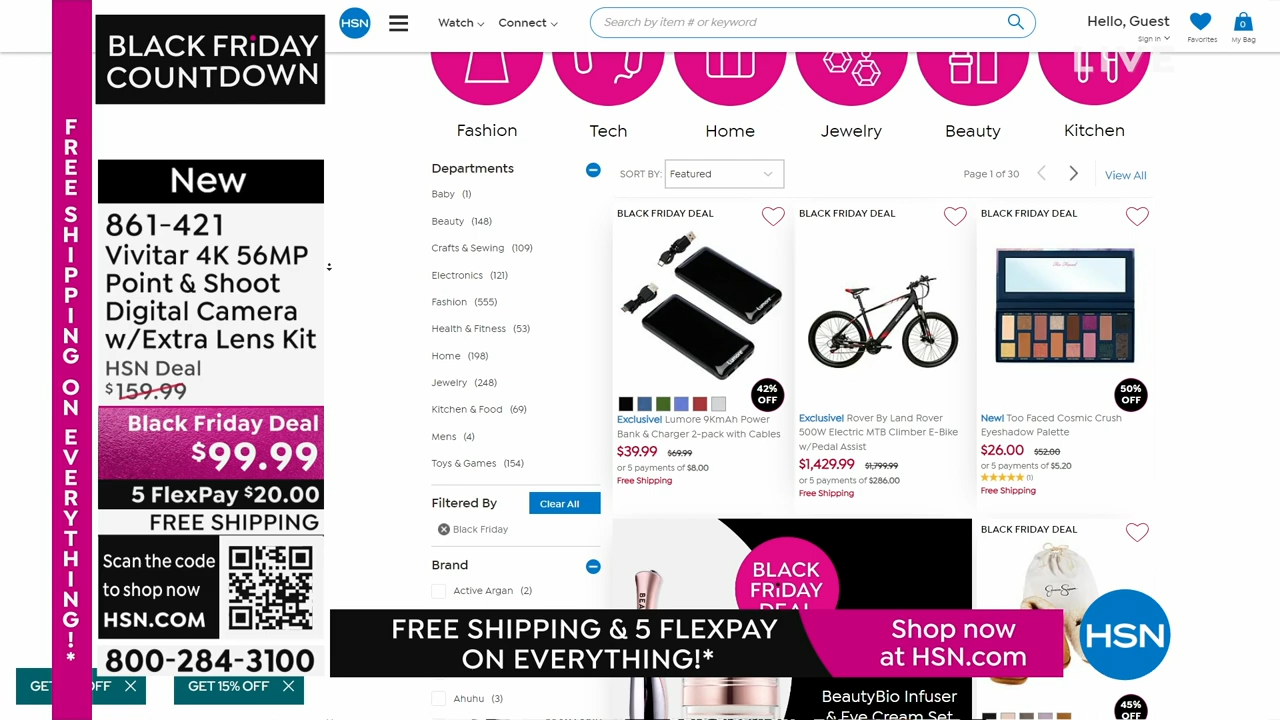 FREE SHIPPING ON EVERYTHING!*
BLACK FRiDAY
COUNTDOWN
New
861-421
Vivitar 4K 56MP
Point & Shoot
Digital Camera
w/Extra Lens Kit
HSN Deal
$159.99
Black Friday Deal
$99.99
5 FlexPay $20.00
FREE SHIPPING
Scan the code
to shop now
HSN.COM
800-284-3100
GET
OFF
GET 15% OFF
HSN
Watch
Connect
Search by item # or keyword
Hello, Guest
Sign in
Favorites
0
My Bag
LIVE
Fashion
Tech
Home
Jewelry
Beauty
Kitchen
Departments
Baby (1)
Beauty (148)
Crafts & Sewing (109)
Electronics (121)
Fashion (555)
Health & Fitness (53)
Home (198)
Jewelry (248)
Kitchen & Food (69)
Mens (4)
Toys & Games (154)
Filtered By
Clear All
Black Friday
Brand
Active Argan (2)
Ahuhu (3)
SORT BY:
Featured
Page 1 of 30
View All
BLACK FRIDAY DEAL
42%
OFF
Exclusive! Lumore 9KmAh Power
Bank & Charger 2-pack with Cables
$39.99 $69.99
or 5 payments of $8.00
Free Shipping
BLACK FRIDAY DEAL
Exclusive! Rover By Land Rover
500W Electric MTB Climber E-Bike
w/Pedal Assist
$1,429.99 $1,799.99
or 5 payments of $286.00
Free Shipping
BLACK FRIDAY DEAL
50%
OFF
New! Too Faced Cosmic Crush
Eyeshadow Palette
$26.00 $52.00
or 5 payments of $5.20
(1)
Free Shipping
BLACK
FRiDAY
DEAL
BeautyBio Infuser
& Eye Cream Set
BLACK FRIDAY DEAL
45%
OFF
FREE SHIPPING & 5 FLEXPAY
ON EVERYTHING!*
Shop now
at HSN.com
HSN